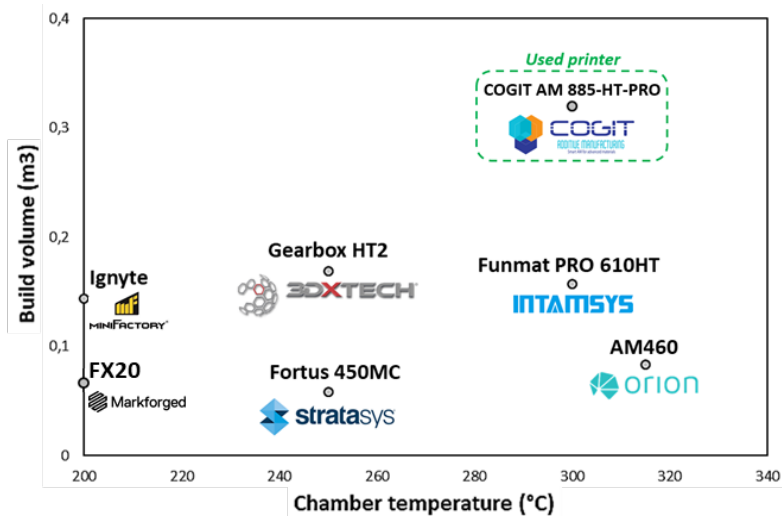 0,4
Used printer
COGIT AM 885-HT-PRO
COGIT
ADDITIVE MANUFACTURING
0,3
Build volume (m3)
0,2
Gearbox HT2
3DXTECH
Funmat PRO 610HT
INTAMSYS
Ignyte
MINIFACTORY®
0,1
AM460
ORION
FX20
Markforged
Fortus 450MC
stratasys
0
200
220
240
260
280
300
320
340
Chamber temperature (°C)